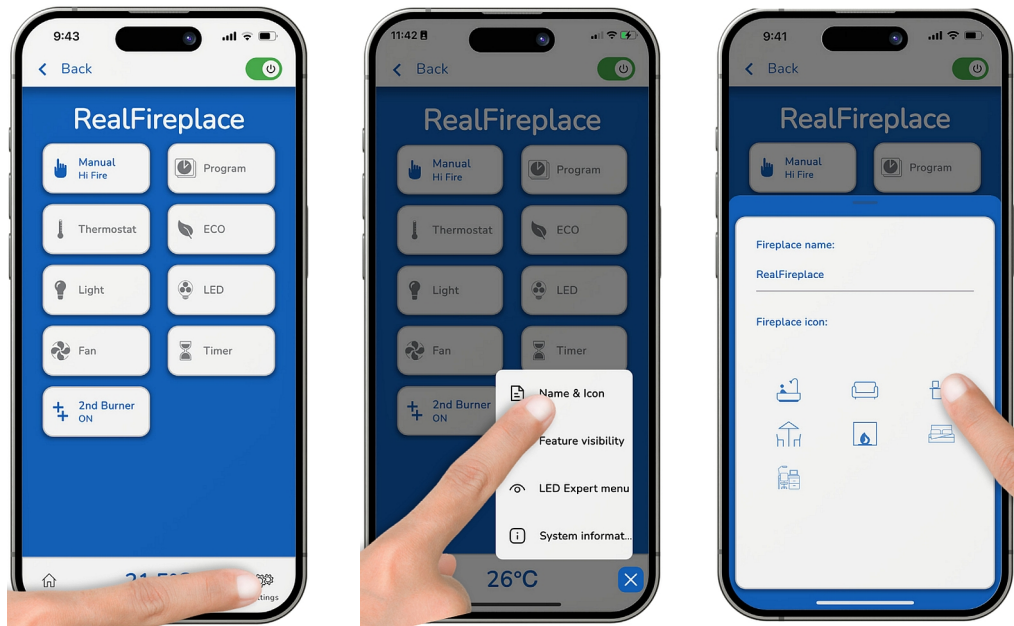 9:43
Back
RealFireplace
Manual
Hi Fire
Program
Thermostat
ECO
Light
LED
Fan
Timer
2nd Burner
ON
11:42
Back
RealFireplace
Manual
Hi Fire
Program
Thermostat
ECO
Light
LED
Fan
Timer
2nd Burner
ON
Name & Icon
Feature visibility
LED Expert menu
System informat...
26°C
9:41
Back
RealFireplace
Manual
Hi Fire
Program
Fireplace name:
RealFireplace
Fireplace icon: